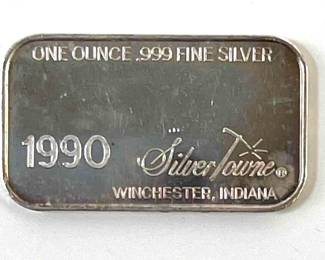 ONE OUNCE .999 FINE SILVER
1990 SilverTowne ®
WINCHESTER, INDIANA